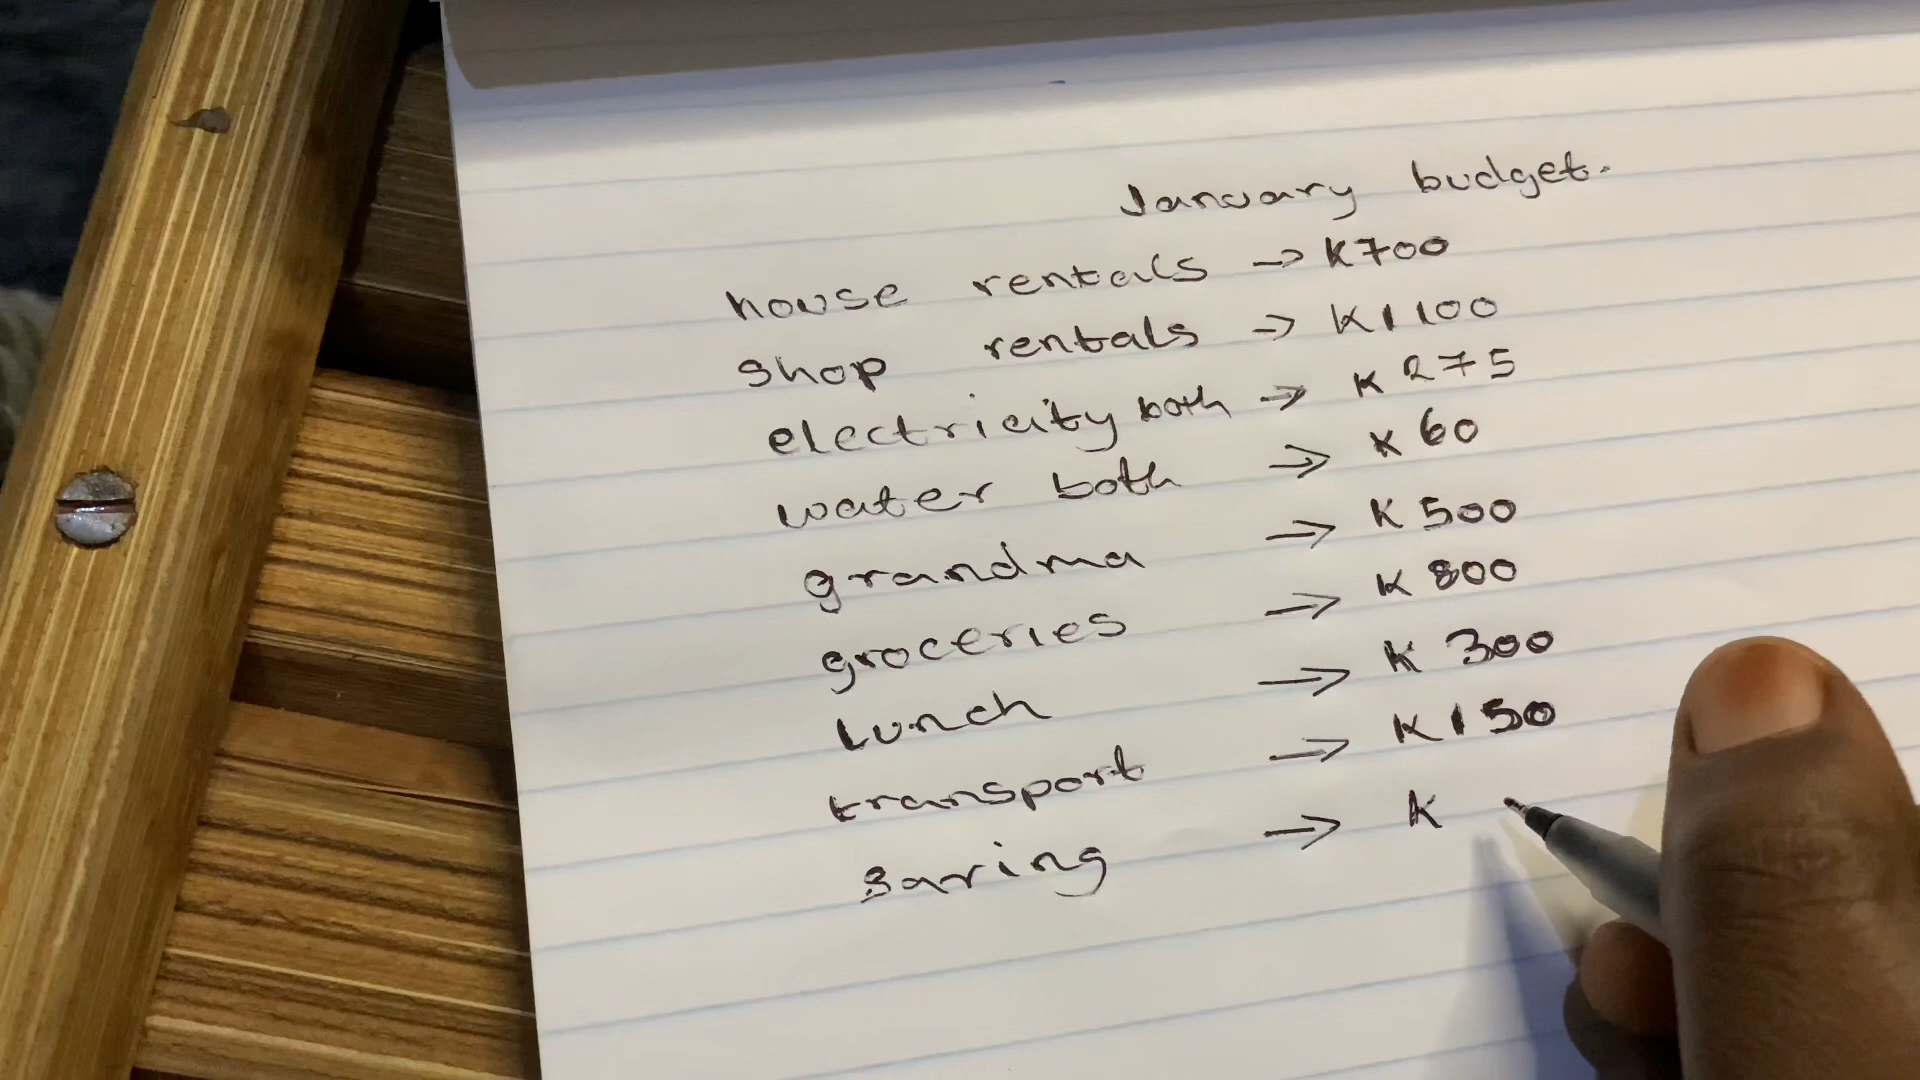 January budget.
house rentals → K700
shop rentals → K1100
electricity both → K275
water both → K60
grandma → K500
groceries → K800
lunch → K300
transport → K150
saving → K